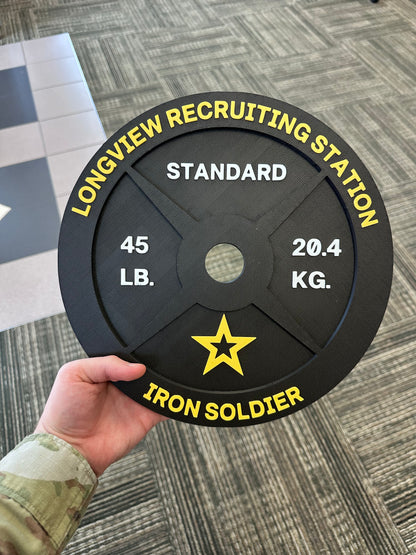 LONGVIEW RECRUITING STATION
STANDARD
45
LB.
20.4
KG.
IRON SOLDIER